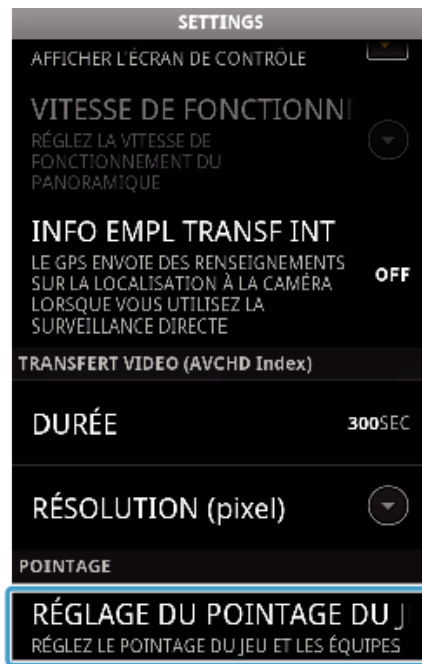 SETTINGS
AFFICHER L'ÉCRAN DE CONTRÔLE
VITESSE DE
RÉGLEZ LA VITESSE DE
FONCTIONNEMENT DU
PANORAMIQUE
INFO EMPL TRANSF INT
LE GPS ENVOIE DES RENSEIGNEMENTS
SUR LA LOCALISATION À LA CAMÉRA
LORSQUE VOUS UTILISEZ LA
SURVEILLANCE DIRECTE
OFF
TRANSFERT VIDEO (AVCHD Index)
DURÉE
300SEC
RÉSOLUTION (pixel)
POINTAGE
RÉGLAGE DU POINTAGE DU
RÉGLEZ LE POINTAGE DU JEU ET LES ÉQUIPES